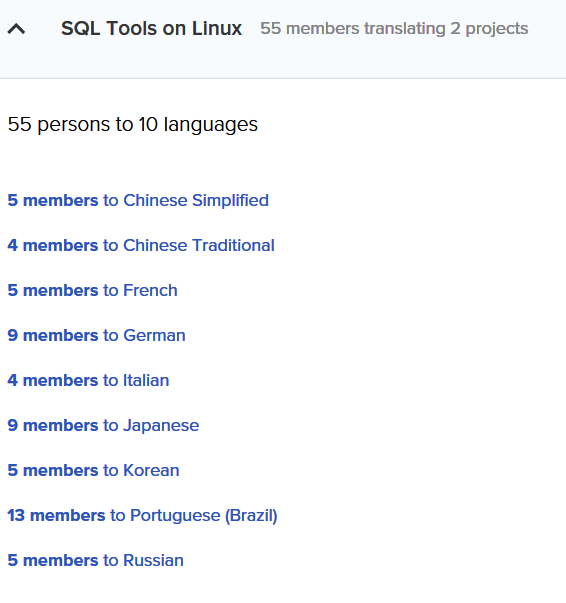 SQL Tools on Linux 55 members translating 2 projects
55 persons to 10 languages
5 members to Chinese Simplified
4 members to Chinese Traditional
5 members to French
9 members to German
4 members to Italian
9 members to Japanese
5 members to Korean
13 members to Portuguese (Brazil)
5 members to Russian